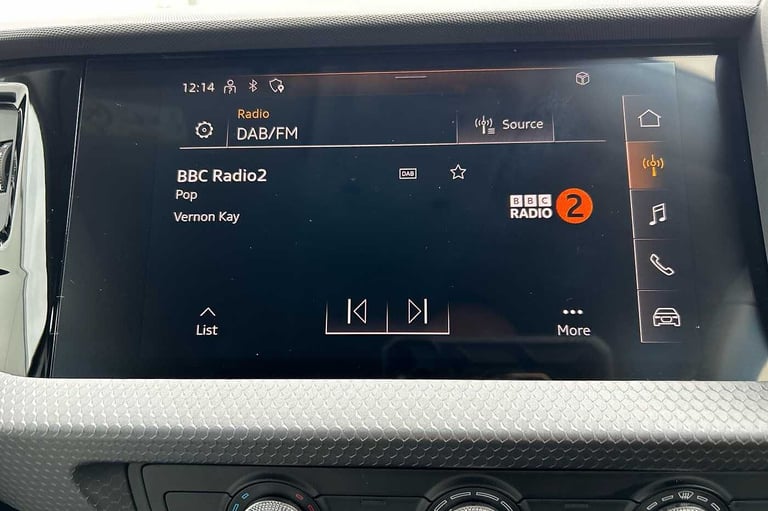 12:14
Radio
DAB/FM
Source
BBC Radio2
DAB
Pop
Vernon Kay
BBC
RADIO 2
List
More